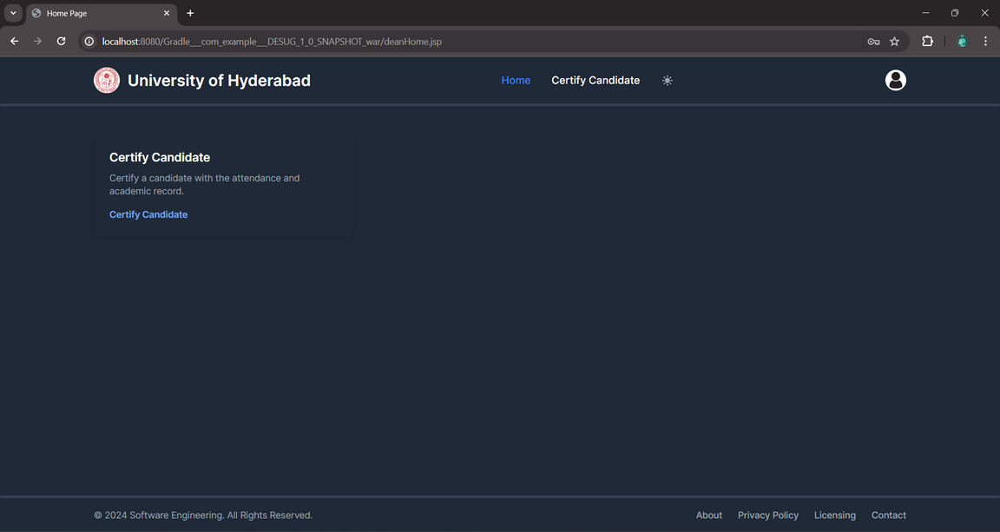 Home Page
localhost:8080/Gradle___com_example___DESUG_1_0_SNAPSHOT_war/deanHome.jsp
University of Hyderabad
Home
Certify Candidate
Certify Candidate
Certify a candidate with the attendance and
academic record.
Certify Candidate
© 2024 Software Engineering. All Rights Reserved.
About
Privacy Policy
Licensing
Contact